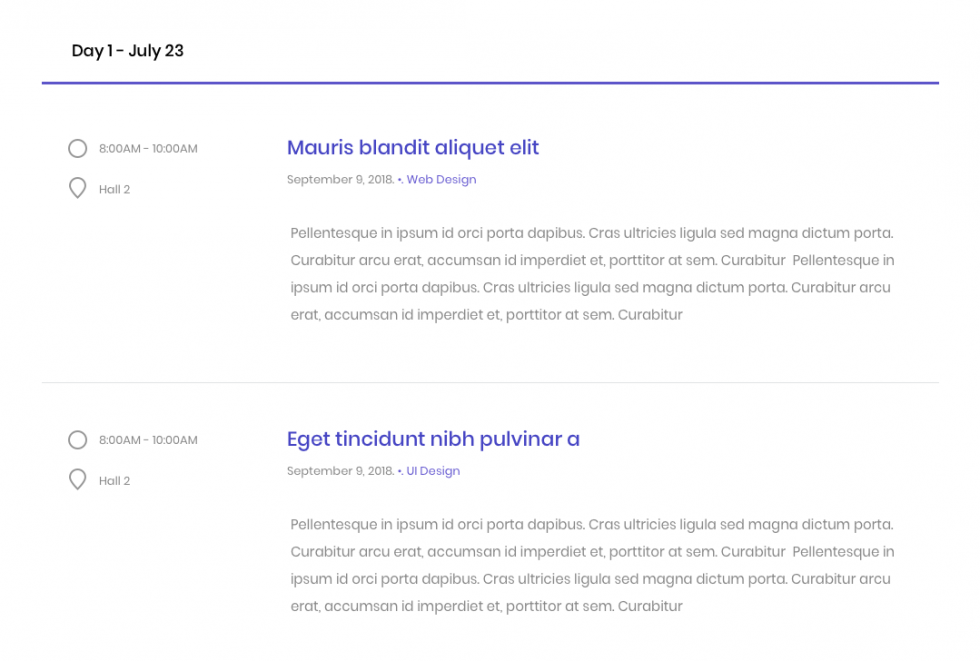 Day 1 - July 23
8:00AM - 10:00AM
Hall 2
Mauris blandit aliquet elit
September 9, 2018. •. Web Design
Pellentesque in ipsum id orci porta dapibus. Cras ultricies ligula sed magna dictum porta.
Curabitur arcu erat, accumsan id imperdiet et, porttitor at sem. Curabitur  Pellentesque in
ipsum id orci porta dapibus. Cras ultricies ligula sed magna dictum porta. Curabitur arcu
erat, accumsan id imperdiet et, porttitor at sem. Curabitur
8:00AM - 10:00AM
Hall 2
Eget tincidunt nibh pulvinar a
September 9, 2018. •. UI Design
Pellentesque in ipsum id orci porta dapibus. Cras ultricies ligula sed magna dictum porta.
Curabitur arcu erat, accumsan id imperdiet et, porttitor at sem. Curabitur  Pellentesque in
ipsum id orci porta dapibus. Cras ultricies ligula sed magna dictum porta. Curabitur arcu
erat, accumsan id imperdiet et, porttitor at sem. Curabitur